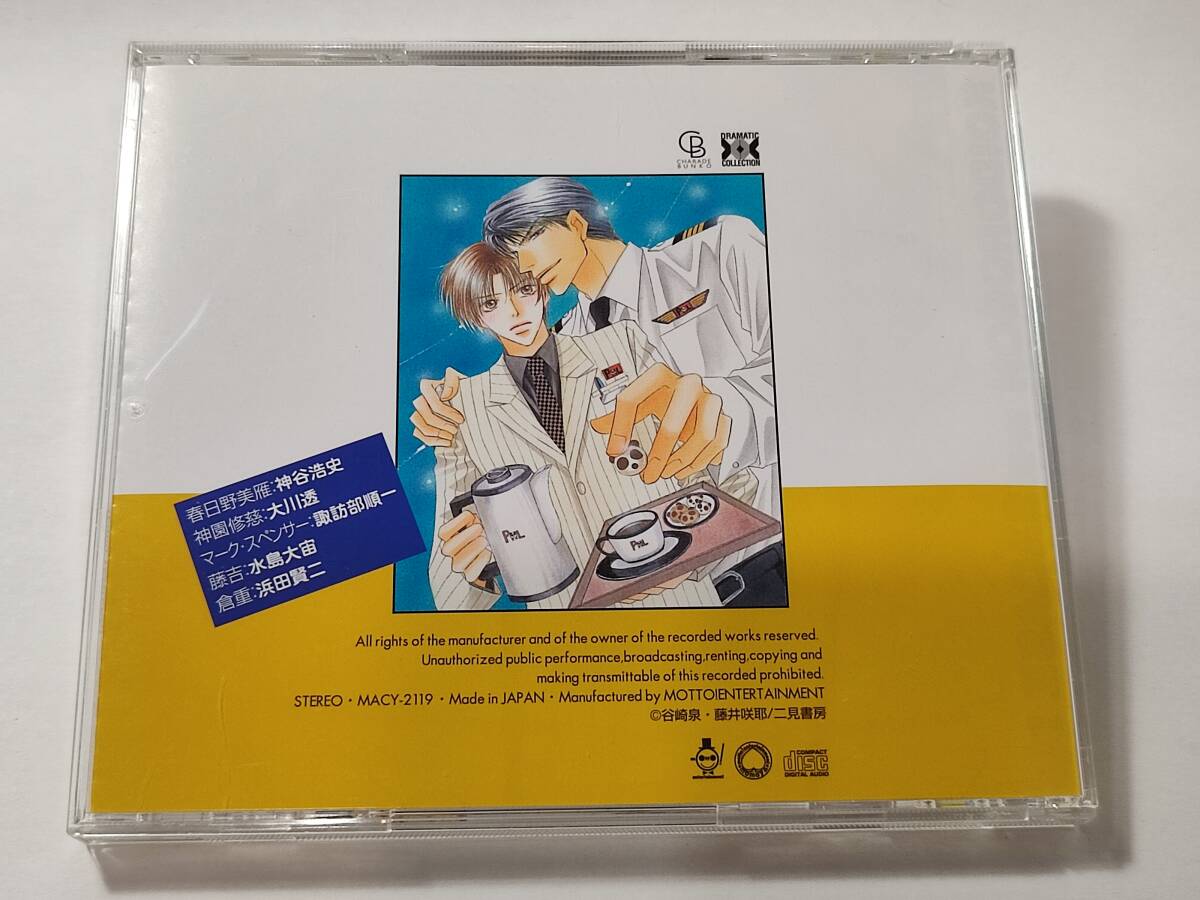 CB
CHARADE
BUNKO
DRAMATIC
COLLECTION
春日野美雁:神谷浩史
神園修慈:大川透
マーク・スペンサー:諏訪部順一
藤吉:水島大宙
倉重:浜田賢二
PAL
PAL
All rights of the manufacturer and of the owner of the recorded works reserved.
Unauthorized public performance,broadcasting,renting,copying and
making transmittable of this recorded prohibited.
STEREO・MACY-2119・Made in JAPAN・Manufactured by MOTTO!ENTERTAINMENT
©谷崎泉・藤井咲耶/二見書房
entertainment!
COMPACT
disc
DIGITAL AUDIO